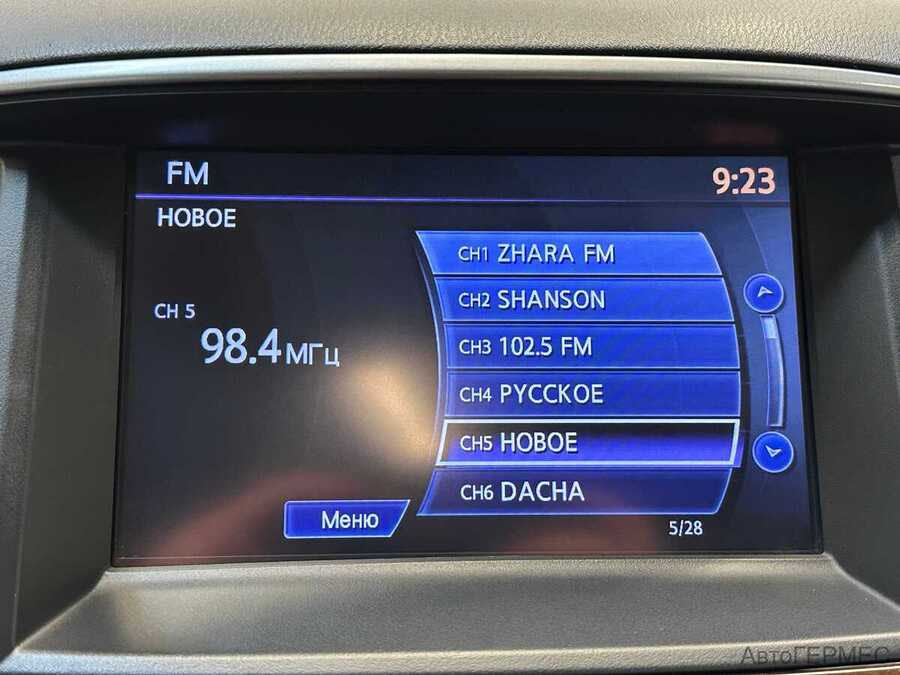 FM
9:23
НОВОЕ
CH1 ZHARA FM
CH2 SHANSON
CH 5
CH3 102.5 FM
98.4 МГц
CH4 РУССКОЕ
CH5 НОВОЕ
CH6 DACHA
Меню
5/28
АвтоГЕРМЕС